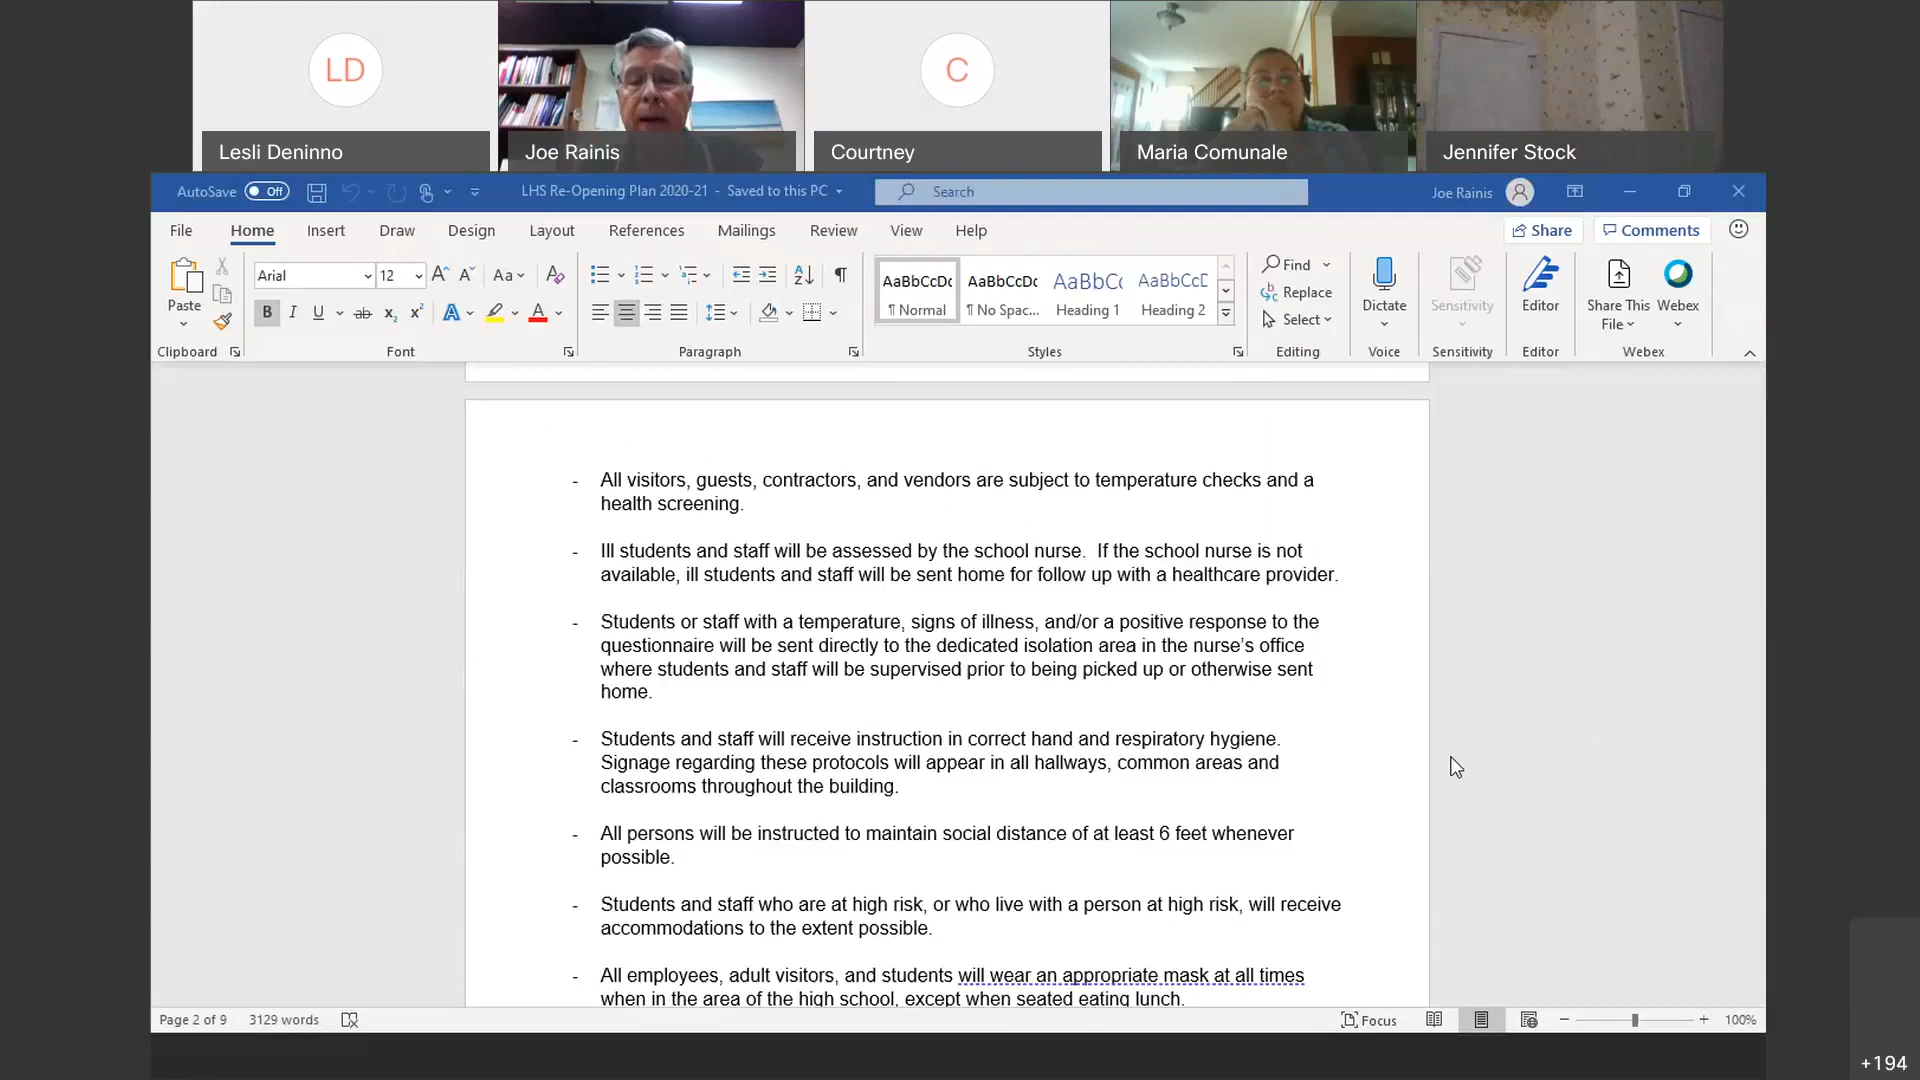 LD
C
Lesli Deninno
Joe Rainis
Courtney
Maria Comunale
Jennifer Stock
AutoSave Off
LHS Re-Opening Plan 2020-21 - Saved to this PC
Search
Joe Rainis
File Home Insert Draw Design Layout References Mailings Review View Help
Share Comments
Paste
Arial 12
Aa
B I U ab x₂ x²
A A
AaBbCcDc AaBbCcDc AaBbCc AaBbCcD
¶ Normal ¶ No Spac... Heading 1 Heading 2
Find
Replace
Select
Dictate
Sensitivity
Editor
Share This File
Webex
Clipboard Font Paragraph Styles Editing Voice Sensitivity Editor Webex
- All visitors, guests, contractors, and vendors are subject to temperature checks and a
health screening.
- Ill students and staff will be assessed by the school nurse. If the school nurse is not
available, ill students and staff will be sent home for follow up with a healthcare provider.
- Students or staff with a temperature, signs of illness, and/or a positive response to the
questionnaire will be sent directly to the dedicated isolation area in the nurse’s office
where students and staff will be supervised prior to being picked up or otherwise sent
home.
- Students and staff will receive instruction in correct hand and respiratory hygiene.
Signage regarding these protocols will appear in all hallways, common areas and
classrooms throughout the building.
- All persons will be instructed to maintain social distance of at least 6 feet whenever
possible.
- Students and staff who are at high risk, or who live with a person at high risk, will receive
accommodations to the extent possible.
- All employees, adult visitors, and students will wear an appropriate mask at all times
when in the area of the high school, except when seated eating lunch.
Page 2 of 9 3129 words
Focus
100%
+194